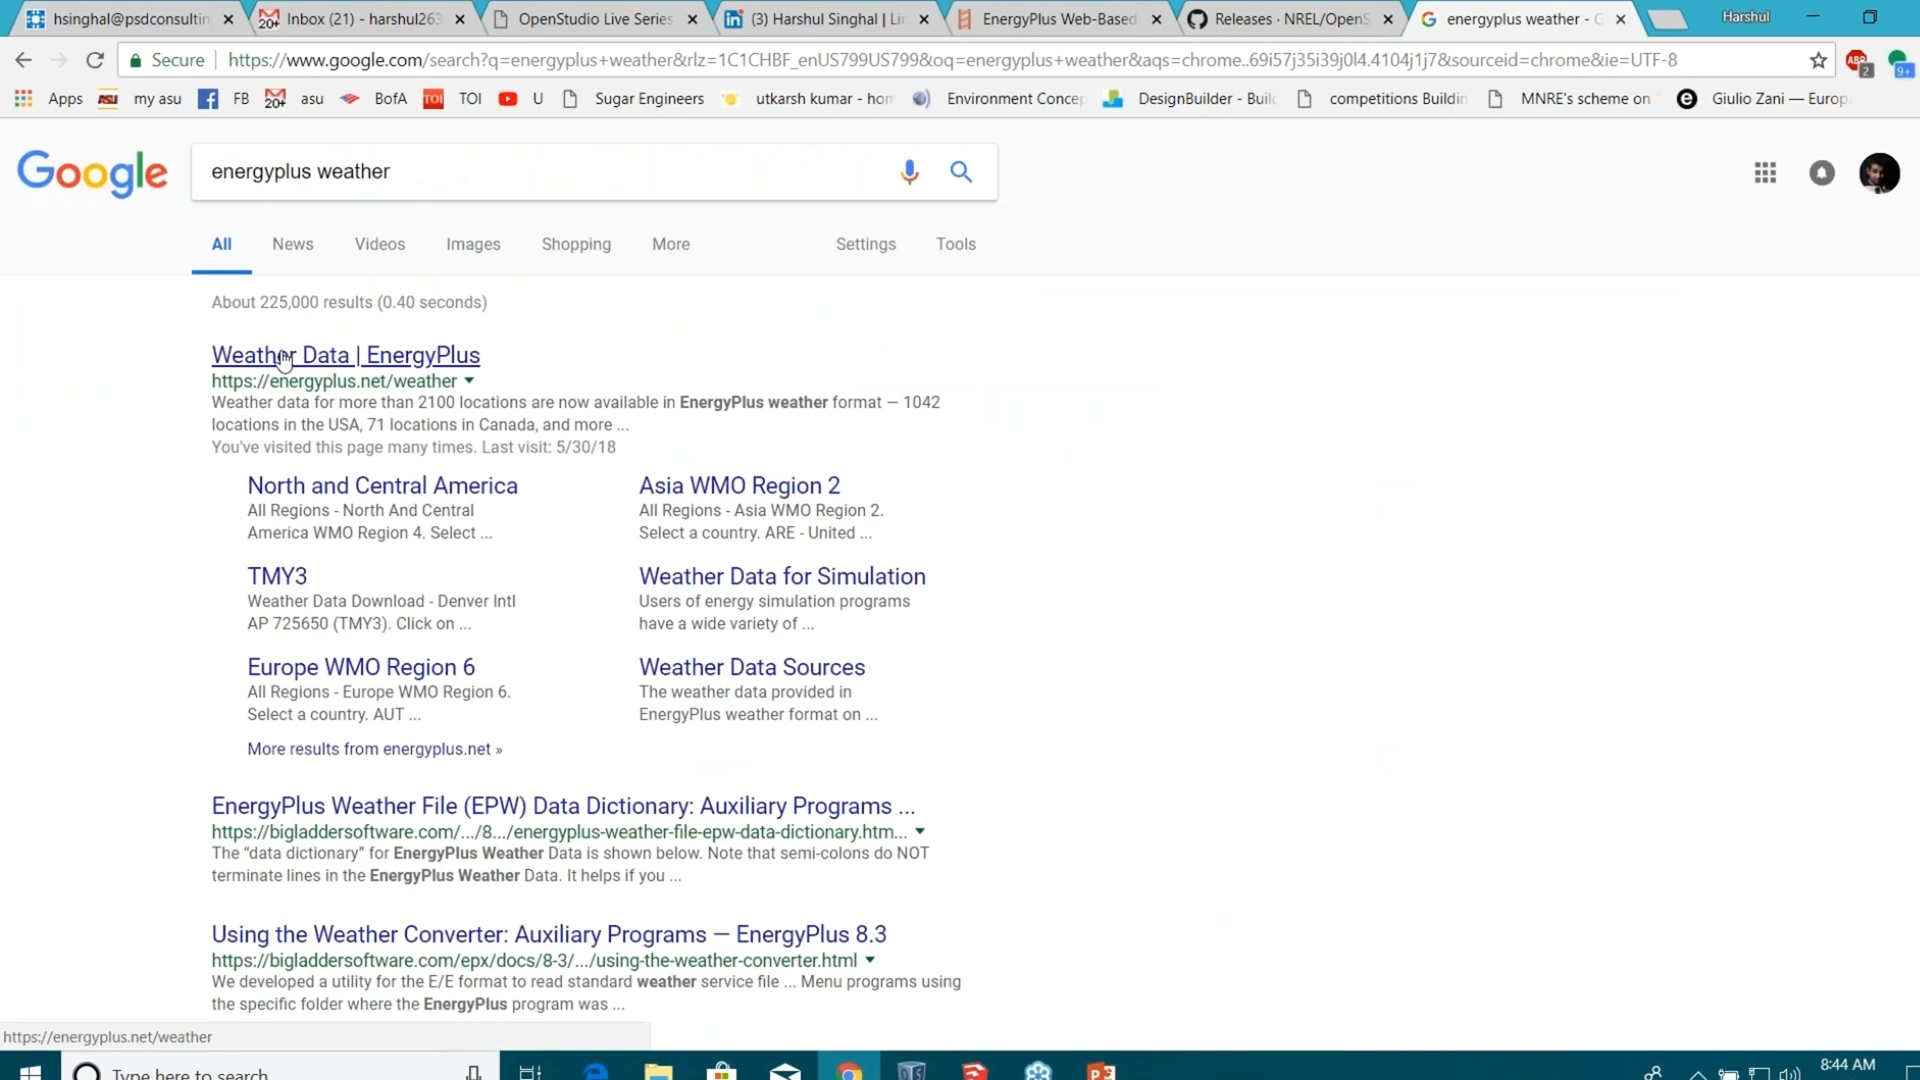 hsinghal@psdconsultin
Inbox (21) - harshul263
OpenStudio Live Series
(3) Harshul Singhal | Li
EnergyPlus Web-Based
Releases · NREL/OpenS
energyplus weather - G
Harshul
Secure
https://www.google.com/search?q=energyplus+weather&rlz=1C1CHBF_enUS799US799&oq=energyplus+weather&aqs=chrome..69i57j35i39j0l4.4104j1j7&sourceid=chrome&ie=UTF-8
ABP 2 9+
Apps my asu FB 20+ asu BofA TOI TOI U Sugar Engineers utkarsh kumar - hom Environment Concep DesignBuilder - Buil competitions Buildin MNRE's scheme on Giulio Zani — Europ
Google
energyplus weather
All News Videos Images Shopping More Settings Tools
About 225,000 results (0.40 seconds)
Weather Data | EnergyPlus
https://energyplus.net/weather
Weather data for more than 2100 locations are now available in EnergyPlus weather format — 1042
locations in the USA, 71 locations in Canada, and more ...
You've visited this page many times. Last visit: 5/30/18
North and Central America
All Regions - North And Central
America WMO Region 4. Select ...
Asia WMO Region 2
All Regions - Asia WMO Region 2.
Select a country. ARE - United ...
TMY3
Weather Data Download - Denver Intl
AP 725650 (TMY3). Click on ...
Weather Data for Simulation
Users of energy simulation programs
have a wide variety of ...
Europe WMO Region 6
All Regions - Europe WMO Region 6.
Select a country. AUT ...
Weather Data Sources
The weather data provided in
EnergyPlus weather format on ...
More results from energyplus.net »
EnergyPlus Weather File (EPW) Data Dictionary: Auxiliary Programs ...
https://bigladdersoftware.com/.../8.../energyplus-weather-file-epw-data-dictionary.htm...
The “data dictionary” for EnergyPlus Weather Data is shown below. Note that semi-colons do NOT
terminate lines in the EnergyPlus Weather Data. It helps if you ...
Using the Weather Converter: Auxiliary Programs — EnergyPlus 8.3
https://bigladdersoftware.com/epx/docs/8-3/.../using-the-weather-converter.html
We developed a utility for the E/E format to read standard weather service file ... Menu programs using
the specific folder where the EnergyPlus program was ...
https://energyplus.net/weather
Type here to search
8:44 AM